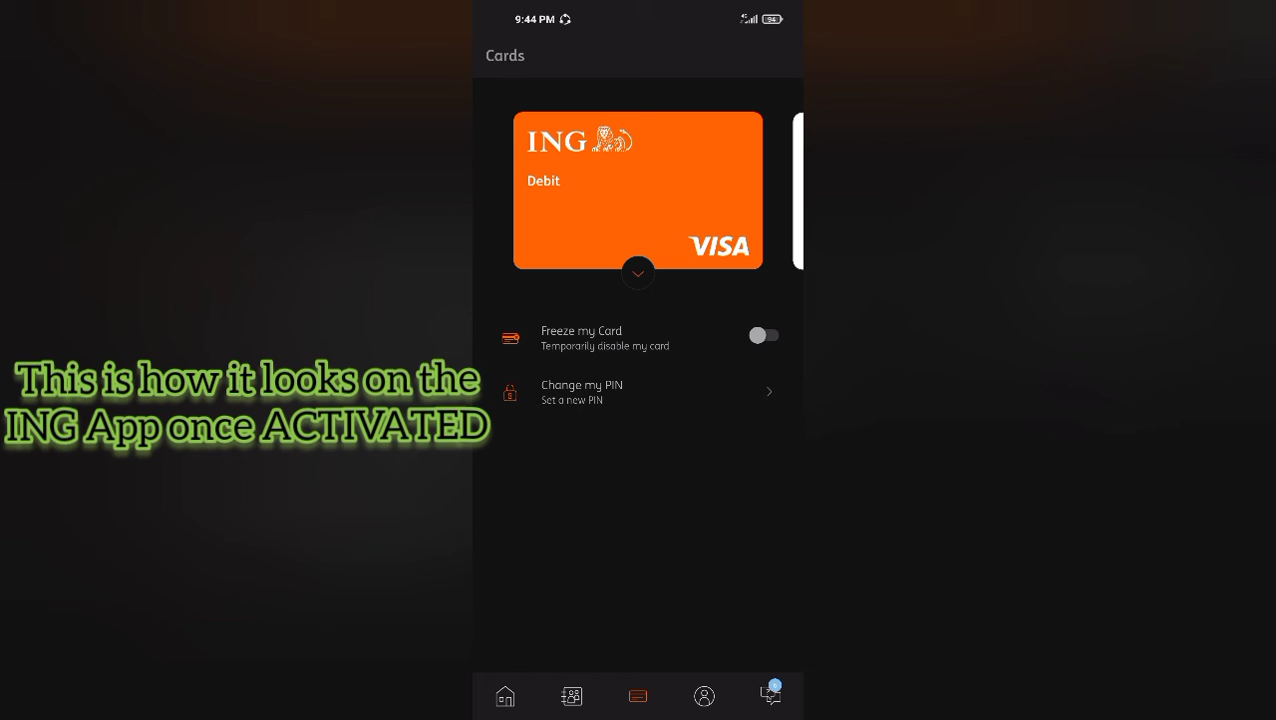 9:44 PM
94
Cards
ING
Debit
VISA
Freeze my Card
Temporarily disable my card
This is how it looks on the
ING App once ACTIVATED
Change my PIN
Set a new PIN